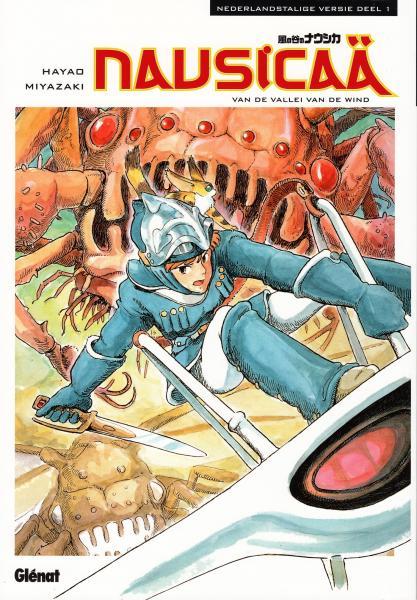 NEDERLANDSTALIGE VERSIE DEEL 1
風の谷のナウシカ
HAYAO
MIYAZAKI
NAUSICAÄ
VAN DE VALLEI VAN DE WIND
Glénat